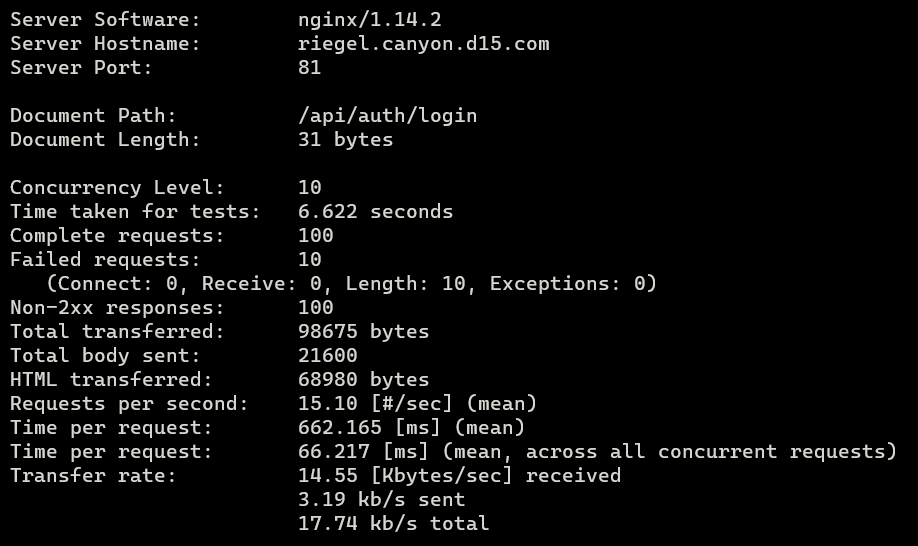 Server Software:        nginx/1.14.2
Server Hostname:        riegel.canyon.d15.com
Server Port:            81

Document Path:          /api/auth/login
Document Length:        31 bytes

Concurrency Level:      10
Time taken for tests:   6.622 seconds
Complete requests:      100
Failed requests:        10
   (Connect: 0, Receive: 0, Length: 10, Exceptions: 0)
Non-2xx responses:      100
Total transferred:      98675 bytes
Total body sent:        21600
HTML transferred:       68980 bytes
Requests per second:    15.10 [#/sec] (mean)
Time per request:       662.165 [ms] (mean)
Time per request:       66.217 [ms] (mean, across all concurrent requests)
Transfer rate:          14.55 [Kbytes/sec] received
                        3.19 kb/s sent
                        17.74 kb/s total